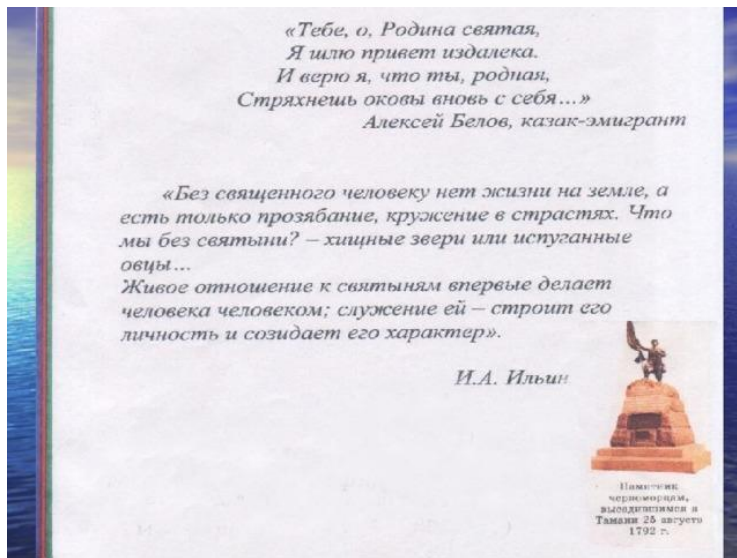 «Тебе, о, Родина святая,
Я шлю привет издалека.
И верю я, что ты, родная,
Стряхнешь оковы вновь с себя...»
Алексей Белов, казак-эмигрант
«Без священного человеку нет жизни на земле, а
есть только прозябание, кружение в страстях. Что
мы без святыни? – хищные звери или испуганные
овцы...
Живое отношение к святыням впервые делает
человека человеком; служение ей – строит его
личность и созидает его характер».
И.А. Ильин
Памятник
черноморцам,
высадившимся в
Тамани 25 августа
1792 г.